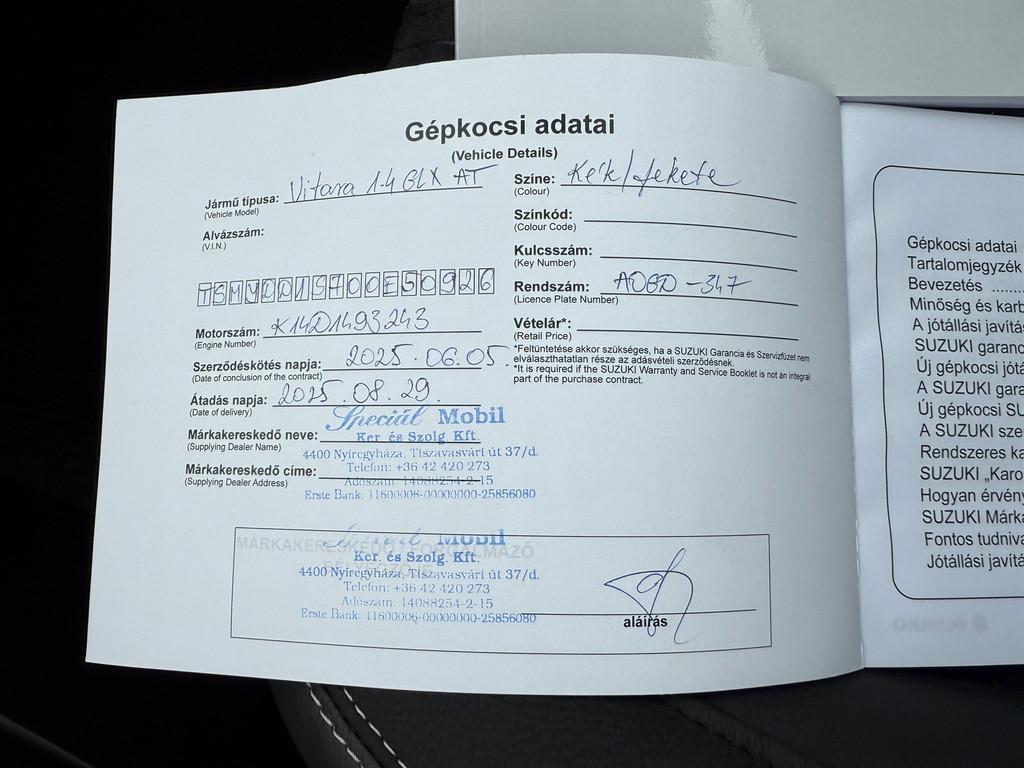 Gépkocsi adatai
(Vehicle Details)
Jármű típusa: Vitara 1.4 GLX AT
(Vehicle Model)
Alvázszám:
(V.I.N.)
TSMYDD1S700E50926
Motorszám: K14D1493243
(Engine Number)
Szerződéskötés napja: 2025.06.05.
(Date of conclusion of the contract)
Átadás napja: 2025.08.29.
(Date of delivery)
Márkakereskedő neve:
(Supplying Dealer Name)
Márkakereskedő címe:
(Supplying Dealer Address)
Speciál Mobil
Ker. és Szolg. Kft.
4400 Nyíregyháza, Tiszavasvári út 37/d.
Telefon: +36 42 420 273
Adószám: 14088254-2-15
Erste Bank: 11600006-00000000-25856080
Színe: Kék/fekete
(Colour)
Színkód:
(Colour Code)
Kulcsszám:
(Key Number)
Rendszám: AOGD-347
(Licence Plate Number)
Vételár*:
(Retail Price)
*Feltüntetése akkor szükséges, ha a SUZUKI Garancia és Szervizfüzet nem
elválaszthatatlan része az adásvételi szerződésnek.
*It is required if the SUZUKI Warranty and Service Booklet is not an integral
part of the purchase contract.
MÁRKAKERESKEDŐ/FORGALMAZÓ
Speciál Mobil
Ker. és Szolg. Kft.
4400 Nyíregyháza, Tiszavasvári út 37/d.
Telefon: +36 42 420 273
Adószám: 14088254-2-15
Erste Bank: 11600006-00000000-25856080
aláírás
Gépkocsi adatai
Tartalomjegyzék
Bevezetés ........
Minőség és karb
A jótállási javítás
SUZUKI garanc
Új gépkocsi jótá
A SUZUKI gara
Új gépkocsi SU
A SUZUKI szer
Rendszeres ka
SUZUKI „Karo
Hogyan érvény
SUZUKI Márka
Fontos tudniva
Jótállási javítá